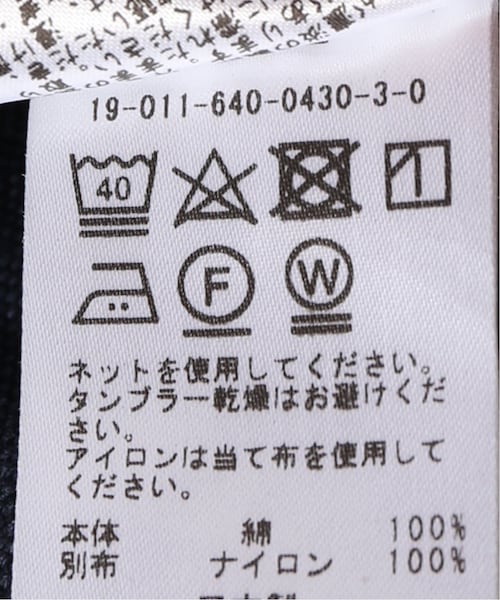 19-011-640-0430-3-0
40
F
W
ネットを使用してください。
タンブラー乾燥はお避けくだ
さい。
アイロンは当て布を使用して
ください。
本体 綿 100%
別布 ナイロン 100%